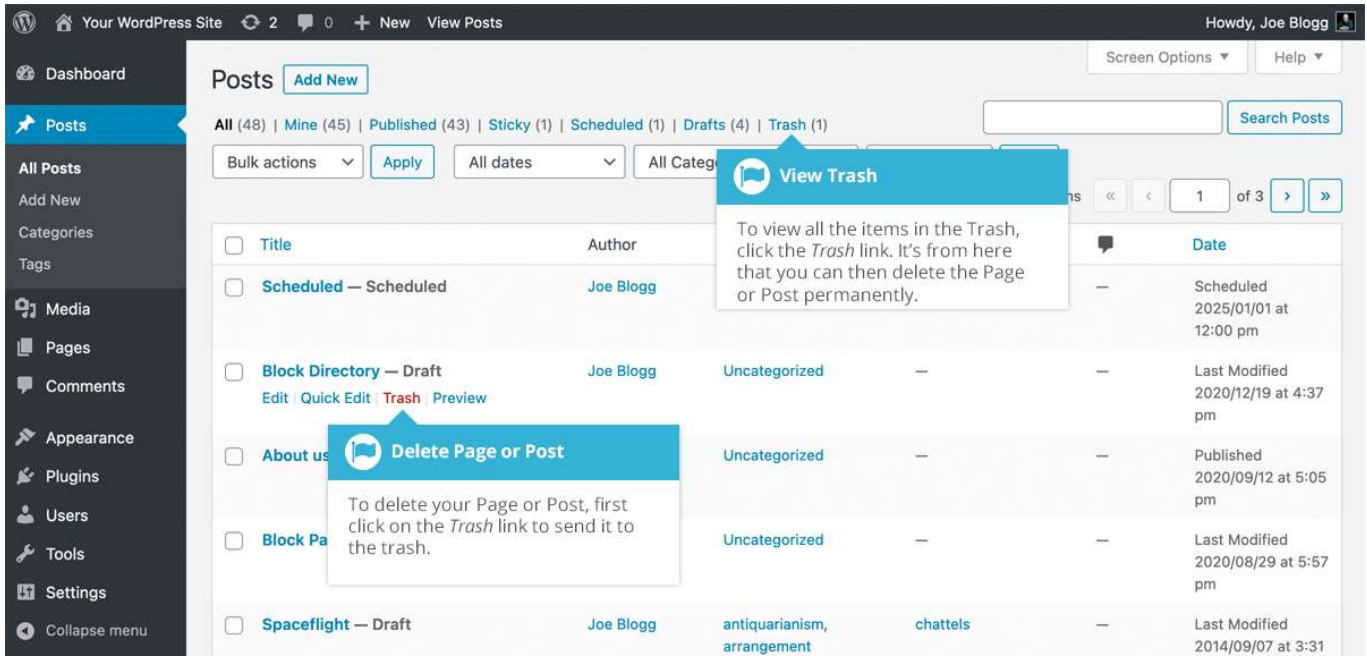 Your WordPress Site 2 0 + New View Posts Howdy, Joe Blogg
Screen Options ▼ Help ▼
Dashboard
Posts
All Posts
Add New
Categories
Tags
Media
Pages
Comments
Appearance
Plugins
Users
Tools
Settings
Collapse menu
Posts Add New
All (48) | Mine (45) | Published (43) | Sticky (1) | Scheduled (1) | Drafts (4) | Trash (1)
Search Posts
Bulk actions Apply All dates All Categ
View Trash
To view all the items in the Trash,
click the Trash link. It’s from here
that you can then delete the Page
or Post permanently.
ms « ‹ 1 of 3 › »
Title Author Date
Scheduled — Scheduled Joe Blogg — Scheduled
2025/01/01 at
12:00 pm
Block Directory — Draft Joe Blogg Uncategorized — — Last Modified
Edit | Quick Edit | Trash | Preview 2020/12/19 at 4:37
pm
Delete Page or Post
To delete your Page or Post, first
click on the Trash link to send it to
the trash.
About us Uncategorized — — Published
2020/09/12 at 5:05
pm
Block Pa Uncategorized — — Last Modified
2020/08/29 at 5:57
pm
Spaceflight — Draft Joe Blogg antiquarianism, chattels — Last Modified
arrangement 2014/09/07 at 3:31